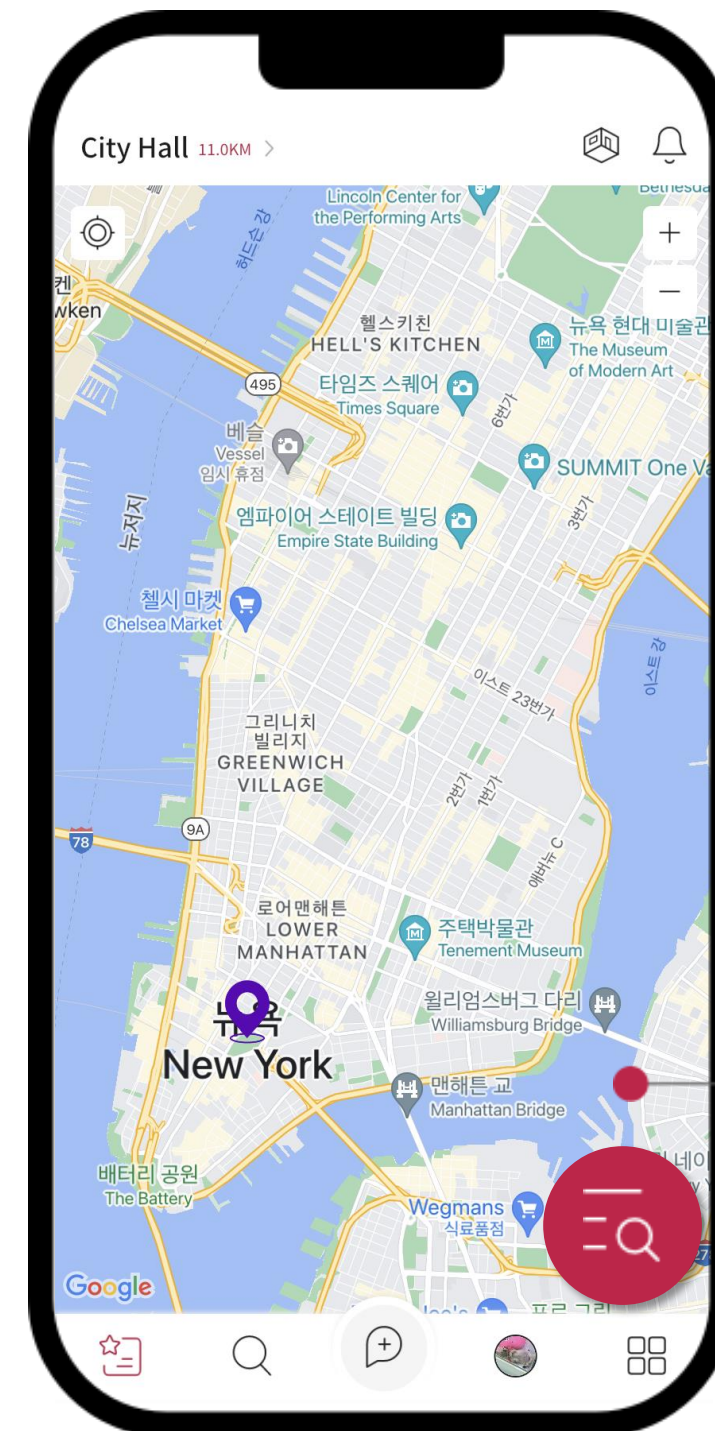 City Hall 11.0KM >
Lincoln Center for
the Performing Arts
허드슨 강
켄
wken
헬스키친
HELL'S KITCHEN
뉴욕 현대 미술관
The Museum
of Modern Art
495
타임즈 스퀘어
Times Square
6번가
베슬
Vessel
임시 휴점
SUMMIT One Va
뉴저지
3번가
엠파이어 스테이트 빌딩
Empire State Building
첼시 마켓
Chelsea Market
이스트 강
이스트 23번가
그리니치
빌리지
GREENWICH
VILLAGE
2번가
1번가
9A
78
애버뉴 C
로어맨해튼
LOWER
MANHATTAN
주택박물관
Tenement Museum
뉴욕
New York
윌리엄스버그 다리
Williamsburg Bridge
맨해튼 교
Manhattan Bridge
배터리 공원
The Battery
네이
Wegmans
식료품점
Google